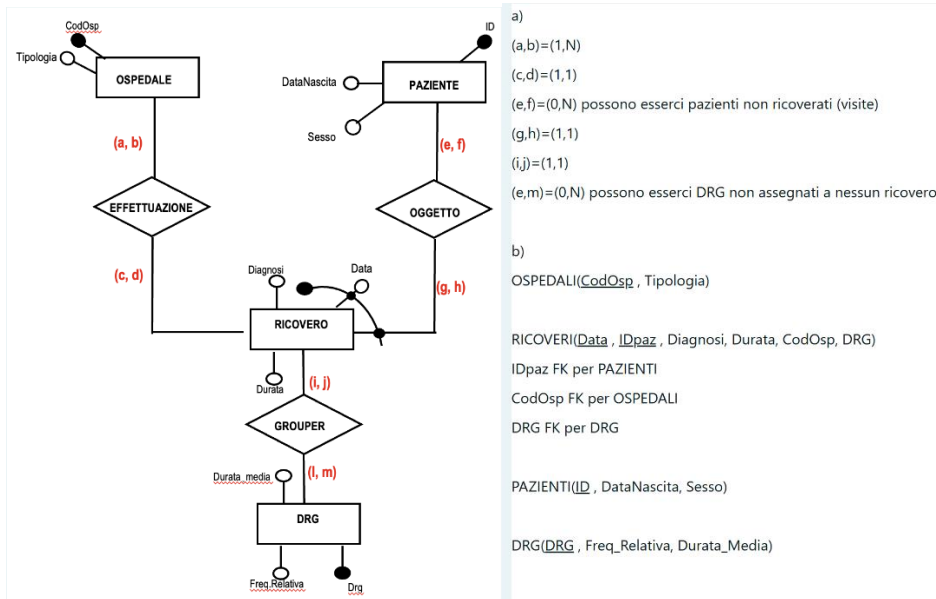 CodOsp
Tipologia
OSPEDALE
(a, b)
EFFETTUAZIONE
(c, d)
ID
DataNascita
PAZIENTE
Sesso
(e, f)
OGGETTO
(g, h)
Diagnosi
Data
RICOVERO
Durata
(i, j)
GROUPER
(l, m)
Durata_media
DRG
Freq.Relativa
Drg
a)
(a,b)=(1,N)
(c,d)=(1,1)
(e,f)=(0,N) possono esserci pazienti non ricoverati (visite)
(g,h)=(1,1)
(i,j)=(1,1)
(e,m)=(0,N) possono esserci DRG non assegnati a nessun ricovero
b)
OSPEDALI(CodOsp , Tipologia)
RICOVERI(Data , IDpaz , Diagnosi, Durata, CodOsp, DRG)
IDpaz FK per PAZIENTI
CodOsp FK per OSPEDALI
DRG FK per DRG
PAZIENTI(ID , DataNascita, Sesso)
DRG(DRG , Freq_Relativa, Durata_Media)